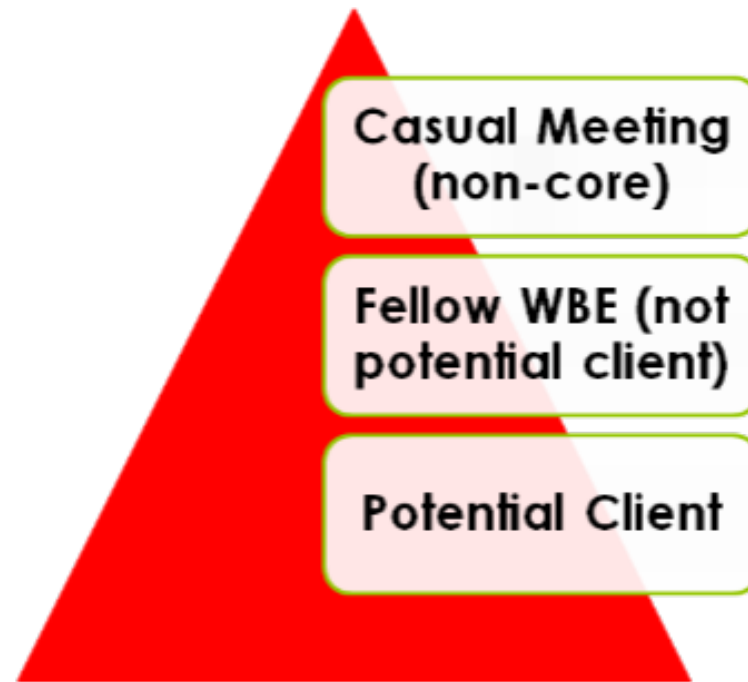 Casual Meeting
(non-core)
Fellow WBE (not
potential client)
Potential Client